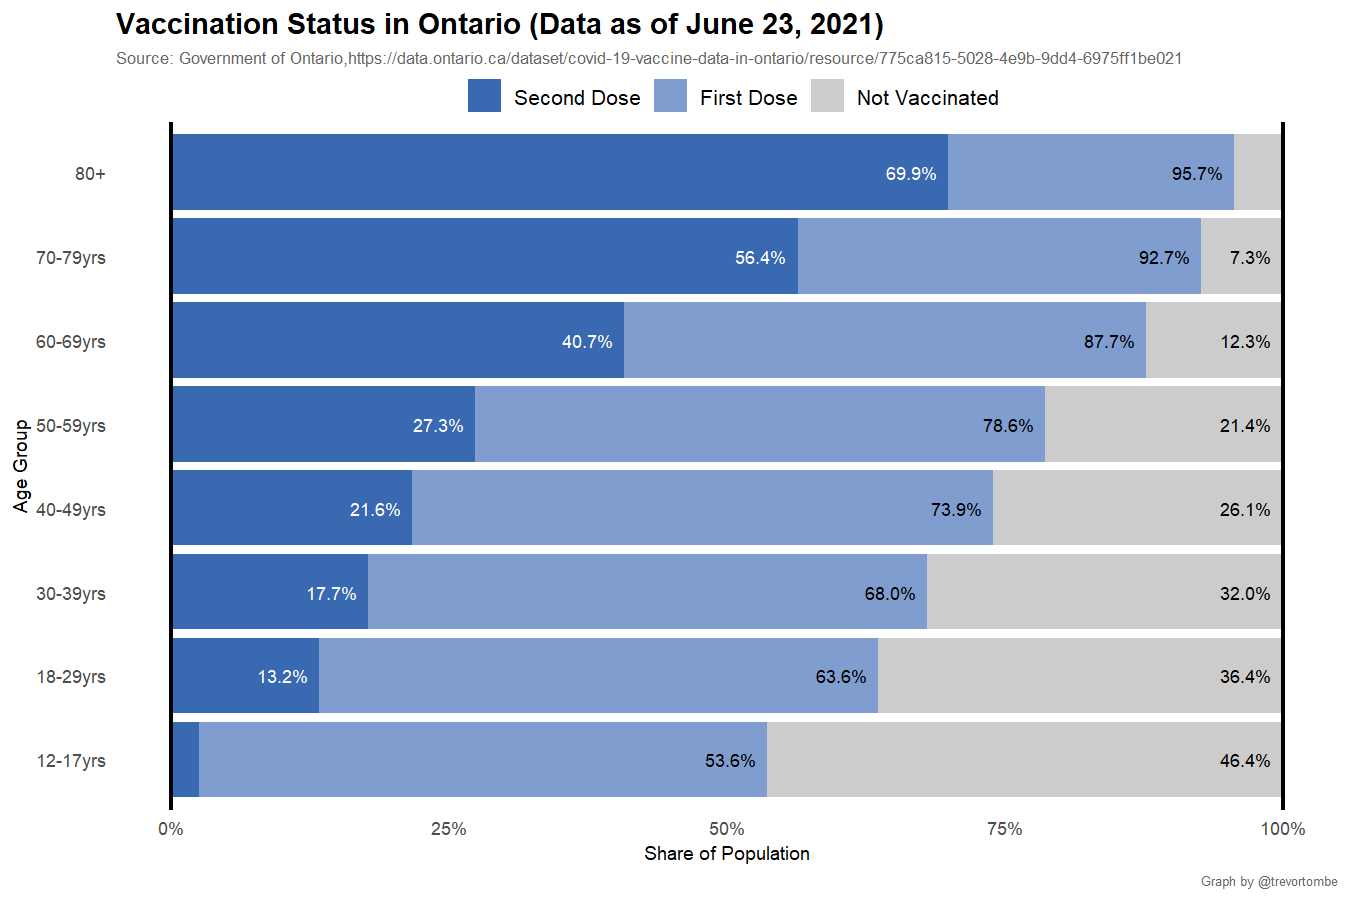 Vaccination Status in Ontario (Data as of June 23, 2021)
Source: Government of Ontario,https://data.ontario.ca/dataset/covid-19-vaccine-data-in-ontario/resource/775ca815-5028-4e9b-9dd4-6975ff1be021
Second Dose First Dose Not Vaccinated
80+ 69.9% 95.7%
70-79yrs 56.4% 92.7% 7.3%
60-69yrs 40.7% 87.7% 12.3%
50-59yrs 27.3% 78.6% 21.4%
Age Group
40-49yrs 21.6% 73.9% 26.1%
30-39yrs 17.7% 68.0% 32.0%
18-29yrs 13.2% 63.6% 36.4%
12-17yrs 53.6% 46.4%
0% 25% 50% 75% 100%
Share of Population
Graph by @trevortombe